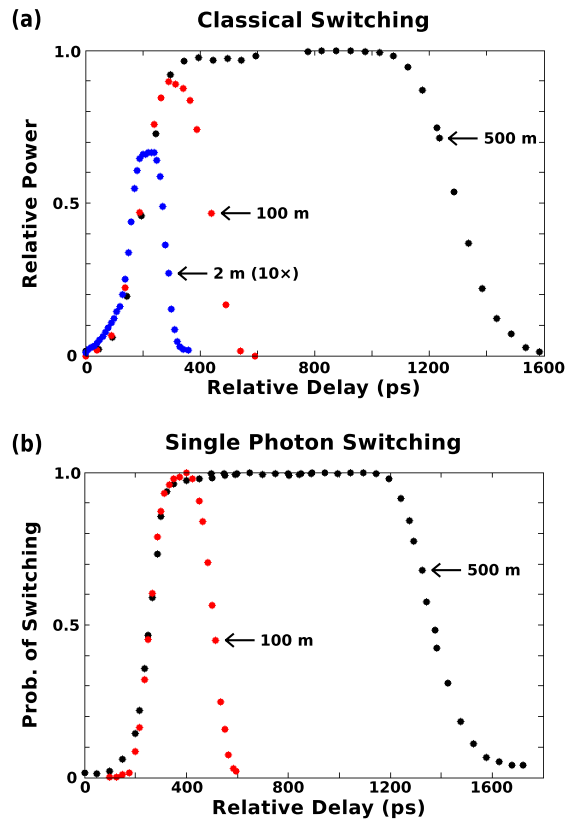 (a)
Classical Switching
Relative Power
1.0
0.5
0
500 m
100 m
2 m (10×)
0
400
800
1200
1600
Relative Delay (ps)
(b)
Single Photon Switching
Prob. of Switching
1.0
0.5
0
500 m
100 m
0
400
800
1200
1600
Relative Delay (ps)